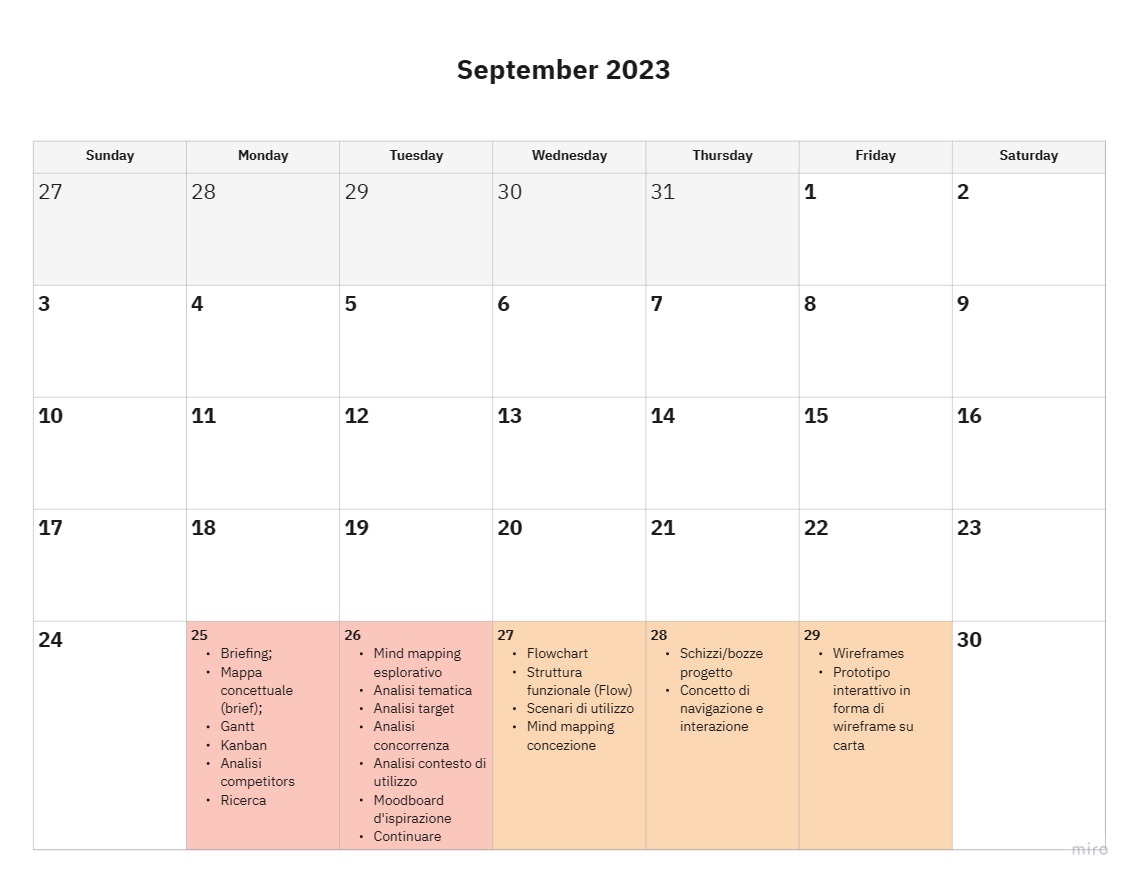 September 2023
Sunday Monday Tuesday Wednesday Thursday Friday Saturday
27 28 29 30 31 1 2
3 4 5 6 7 8 9
10 11 12 13 14 15 16
17 18 19 20 21 22 23
24
25
• Briefing;
• Mappa
concettuale
(brief);
• Gantt
• Kanban
• Analisi
competitors
• Ricerca
26
• Mind mapping
esplorativo
• Analisi tematica
• Analisi target
• Analisi
concorrenza
• Analisi contesto di
utilizzo
• Moodboard
d'ispirazione
• Continuare
27
• Flowchart
• Struttura
funzionale (Flow)
• Scenari di utilizzo
• Mind mapping
concezione
28
• Schizzi/bozze
progetto
• Concetto di
navigazione e
interazione
29
• Wireframes
• Prototipo
interattivo in
forma di
wireframe su
carta
30
miro